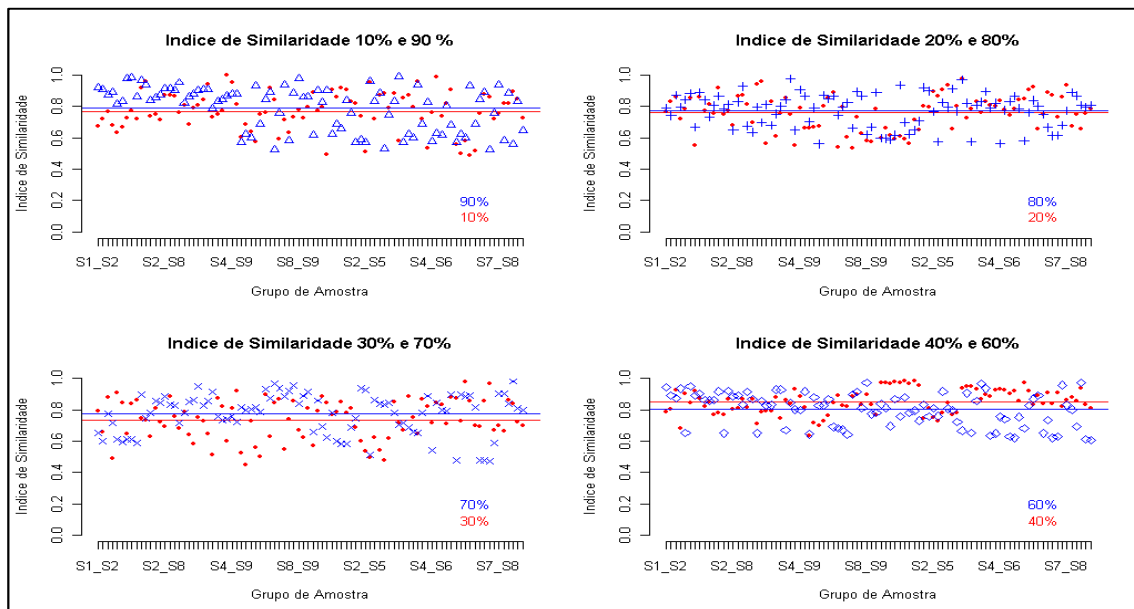 Indice de Similaridade 10% e 90 %
Indice de Similaridade
1.0
0.8
0.6
0.4
0.2
0.0
90%
10%
S1_S2 S2_S8 S4_S9 S8_S9 S2_S5 S4_S6 S7_S8
Grupo de Amostra
Indice de Similaridade 20% e 80%
Indice de Similaridade
1.0
0.8
0.6
0.4
0.2
0.0
80%
20%
S1_S2 S2_S8 S4_S9 S8_S9 S2_S5 S4_S6 S7_S8
Grupo de Amostra
Indice de Similaridade 30% e 70%
Indice de Similaridade
1.0
0.8
0.6
0.4
0.2
0.0
70%
30%
S1_S2 S2_S8 S4_S9 S8_S9 S2_S5 S4_S6 S7_S8
Grupo de Amostra
Indice de Similaridade 40% e 60%
Indice de Similaridade
1.0
0.8
0.6
0.4
0.2
0.0
60%
40%
S1_S2 S2_S8 S4_S9 S8_S9 S2_S5 S4_S6 S7_S8
Grupo de Amostra